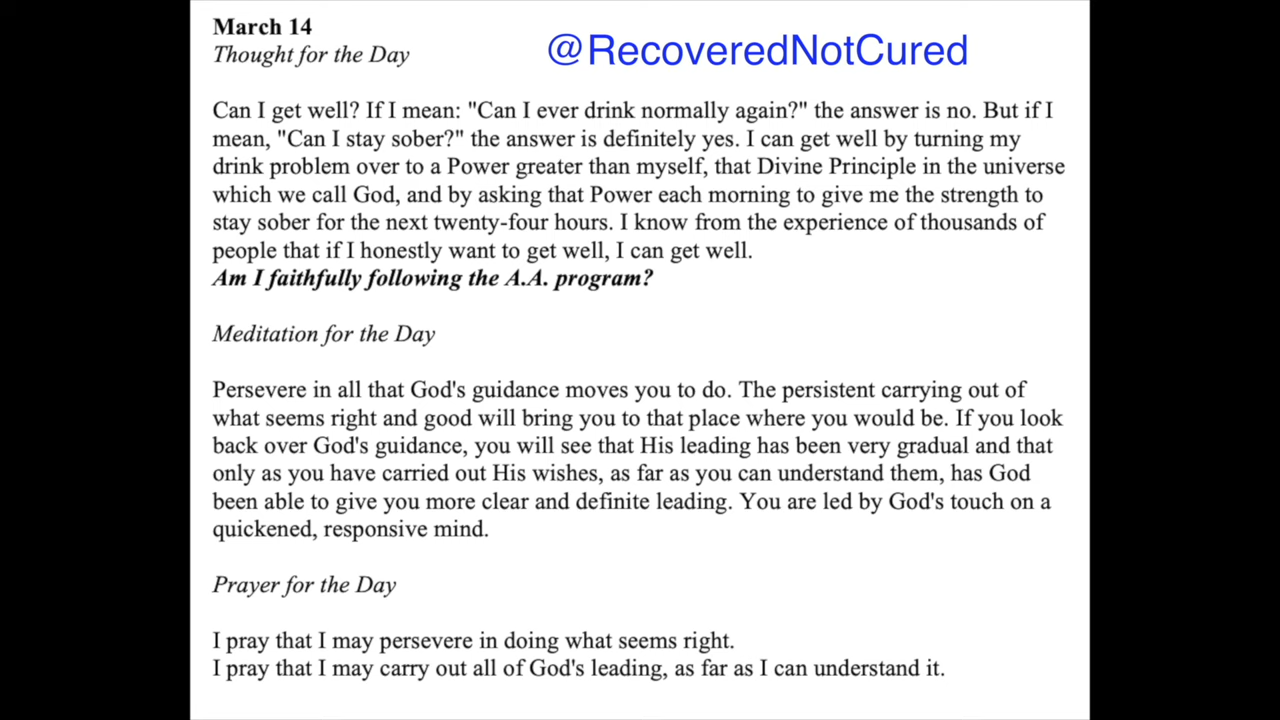 March 14
Thought for the Day
@RecoveredNotCured
Can I get well? If I mean: "Can I ever drink normally again?" the answer is no. But if I
mean, "Can I stay sober?" the answer is definitely yes. I can get well by turning my
drink problem over to a Power greater than myself, that Divine Principle in the universe
which we call God, and by asking that Power each morning to give me the strength to
stay sober for the next twenty-four hours. I know from the experience of thousands of
people that if I honestly want to get well, I can get well.
Am I faithfully following the A.A. program?
Meditation for the Day
Persevere in all that God's guidance moves you to do. The persistent carrying out of
what seems right and good will bring you to that place where you would be. If you look
back over God's guidance, you will see that His leading has been very gradual and that
only as you have carried out His wishes, as far as you can understand them, has God
been able to give you more clear and definite leading. You are led by God's touch on a
quickened, responsive mind.
Prayer for the Day
I pray that I may persevere in doing what seems right.
I pray that I may carry out all of God's leading, as far as I can understand it.